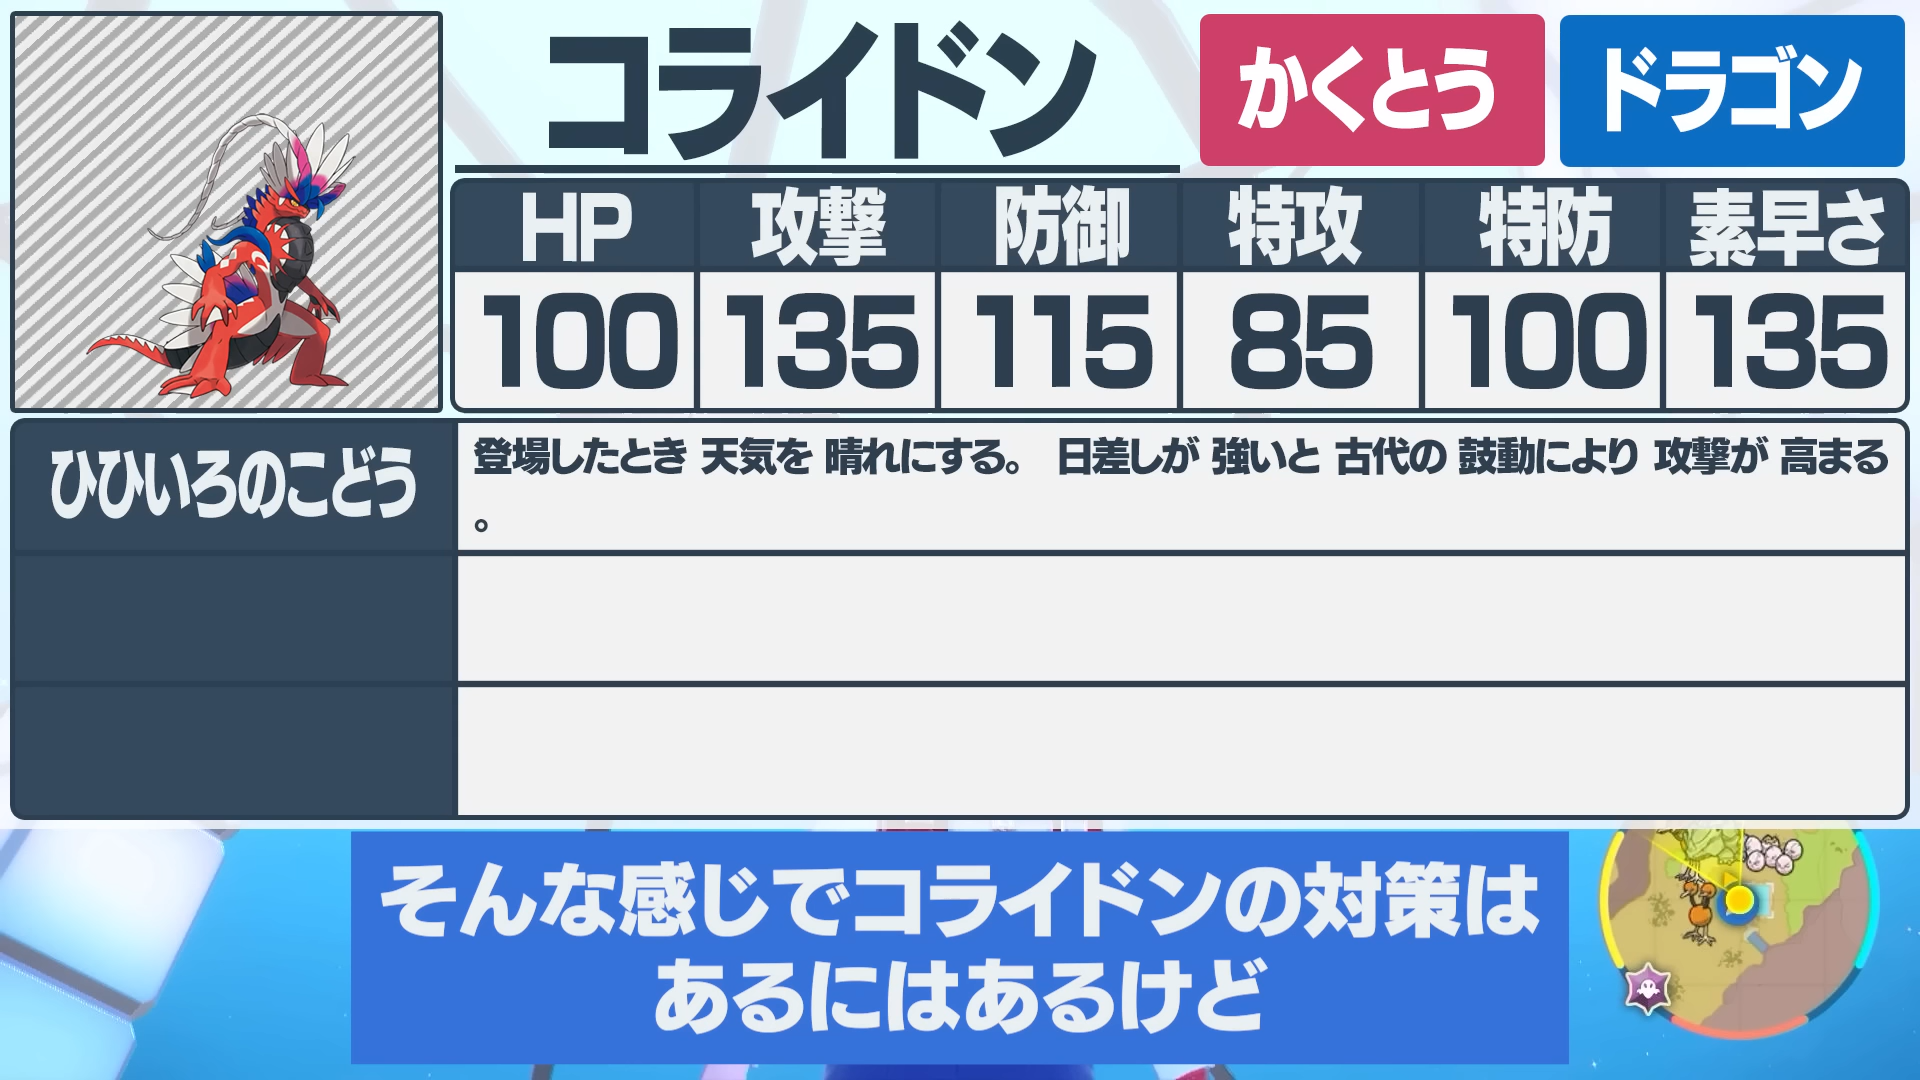 コライドン
かくとう
ドラゴン
HP 攻撃 防御 特攻 特防 素早さ
100 135 115 85 100 135
ひひいろのこどう
登場したとき 天気を 晴れにする。 日差しが 強いと 古代の 鼓動により 攻撃が 高まる
。
そんな感じでコライドンの対策は
あるにはあるけど